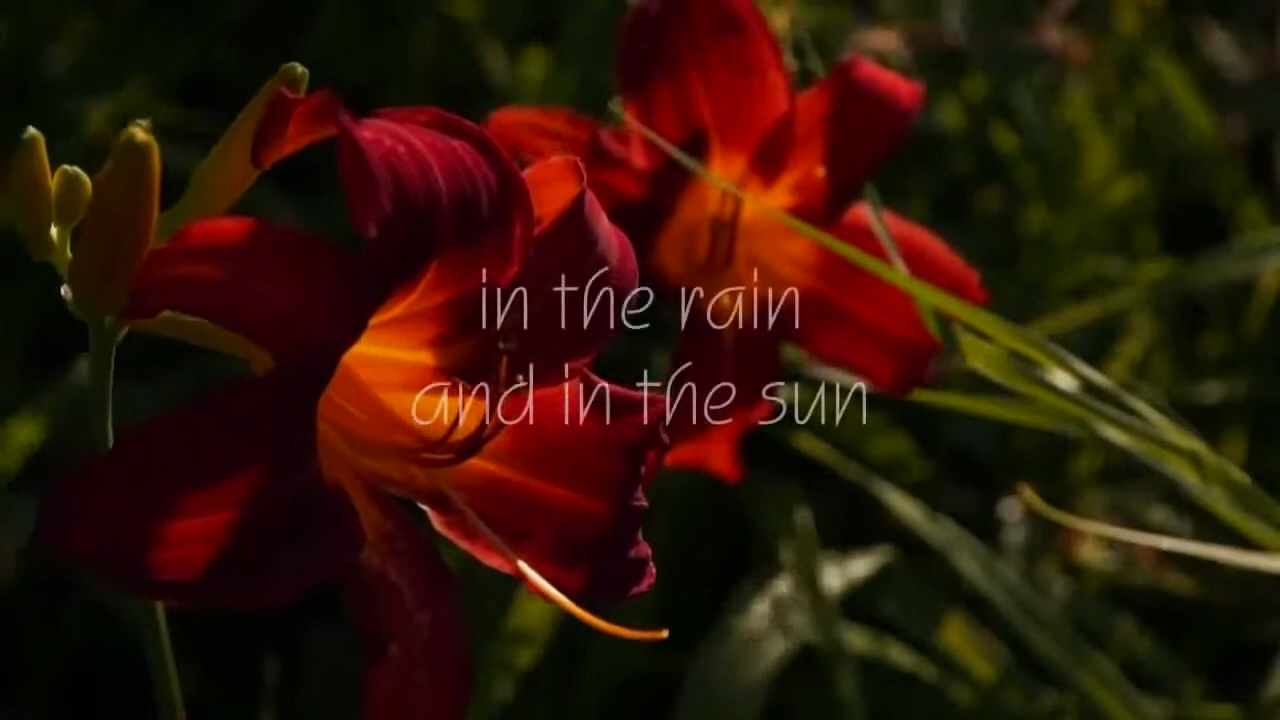 in the rain
and in the sun